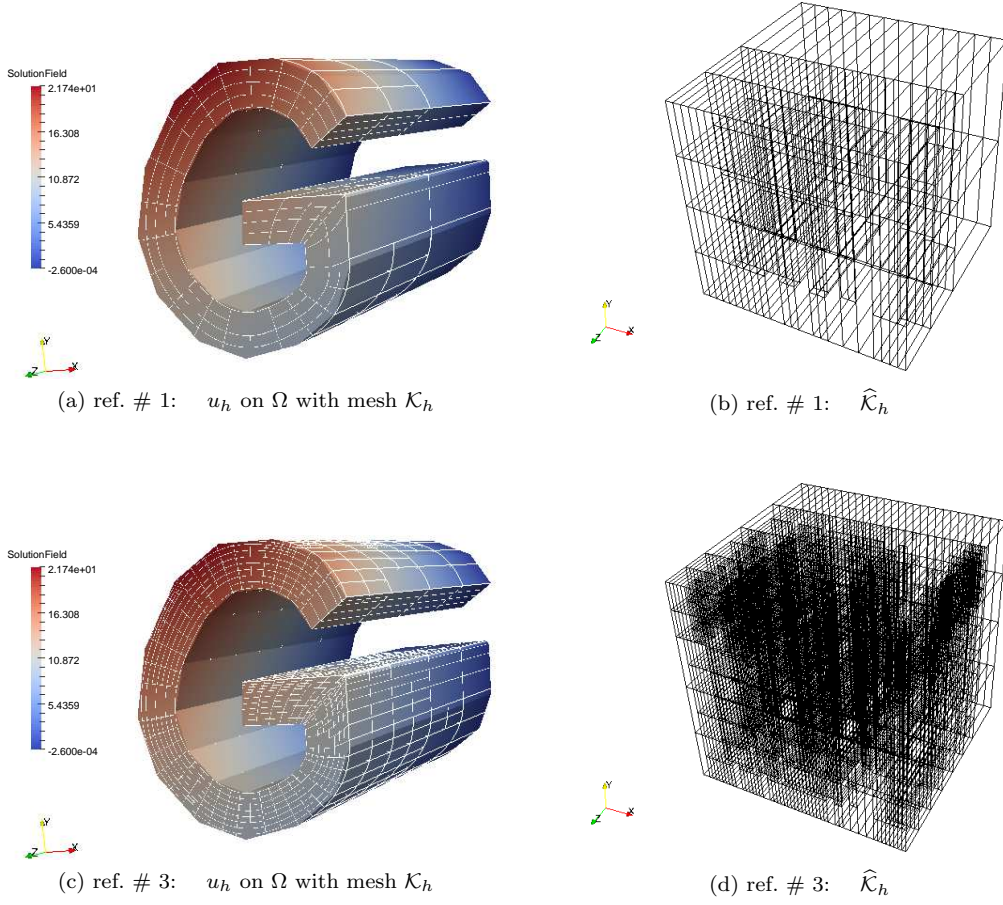 SolutionField
2.174e+01
16.308
10.872
5.4359
-2.600e-04
Y
Z
X
(a) ref. # 1: u_h on Ω with mesh 𝒦_h
Y
X
Z
(b) ref. # 1: 𝒦̂_h
SolutionField
2.174e+01
16.308
10.872
5.4359
-2.600e-04
Y
Z
X
(c) ref. # 3: u_h on Ω with mesh 𝒦_h
Y
X
Z
(d) ref. # 3: 𝒦̂_h